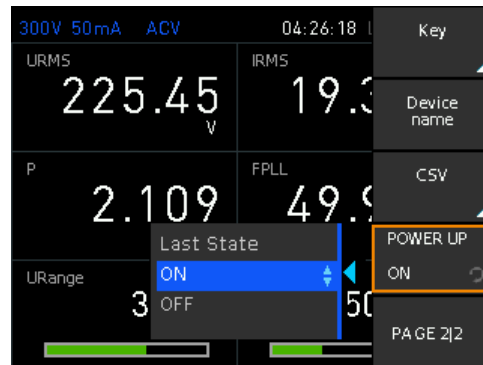 300V 50mA ACV 04:26:18 L
URMS
225.45
V
IRMS
19.3
P
2.109
FPLL
49.9
URange
3
50
Last State
ON
OFF
Key
Device
name
CSV
POWER UP
ON
PAGE 2|2